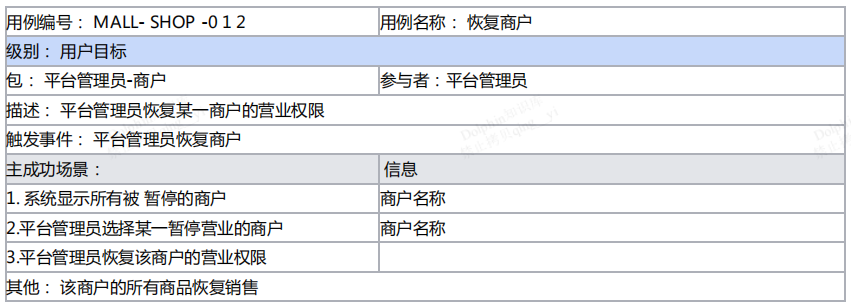 用例编号： MALL- SHOP -0 1 2 用例名称： 恢复商户
级别： 用户目标
包： 平台管理员-商户 参与者：平台管理员
描述： 平台管理员恢复某一商户的营业权限
触发事件： 平台管理员恢复商户
主成功场景： 信息
1. 系统显示所有被 暂停的商户 商户名称
2.平台管理员选择某一暂停营业的商户 商户名称
3.平台管理员恢复该商户的营业权限
其他： 该商户的所有商品恢复销售